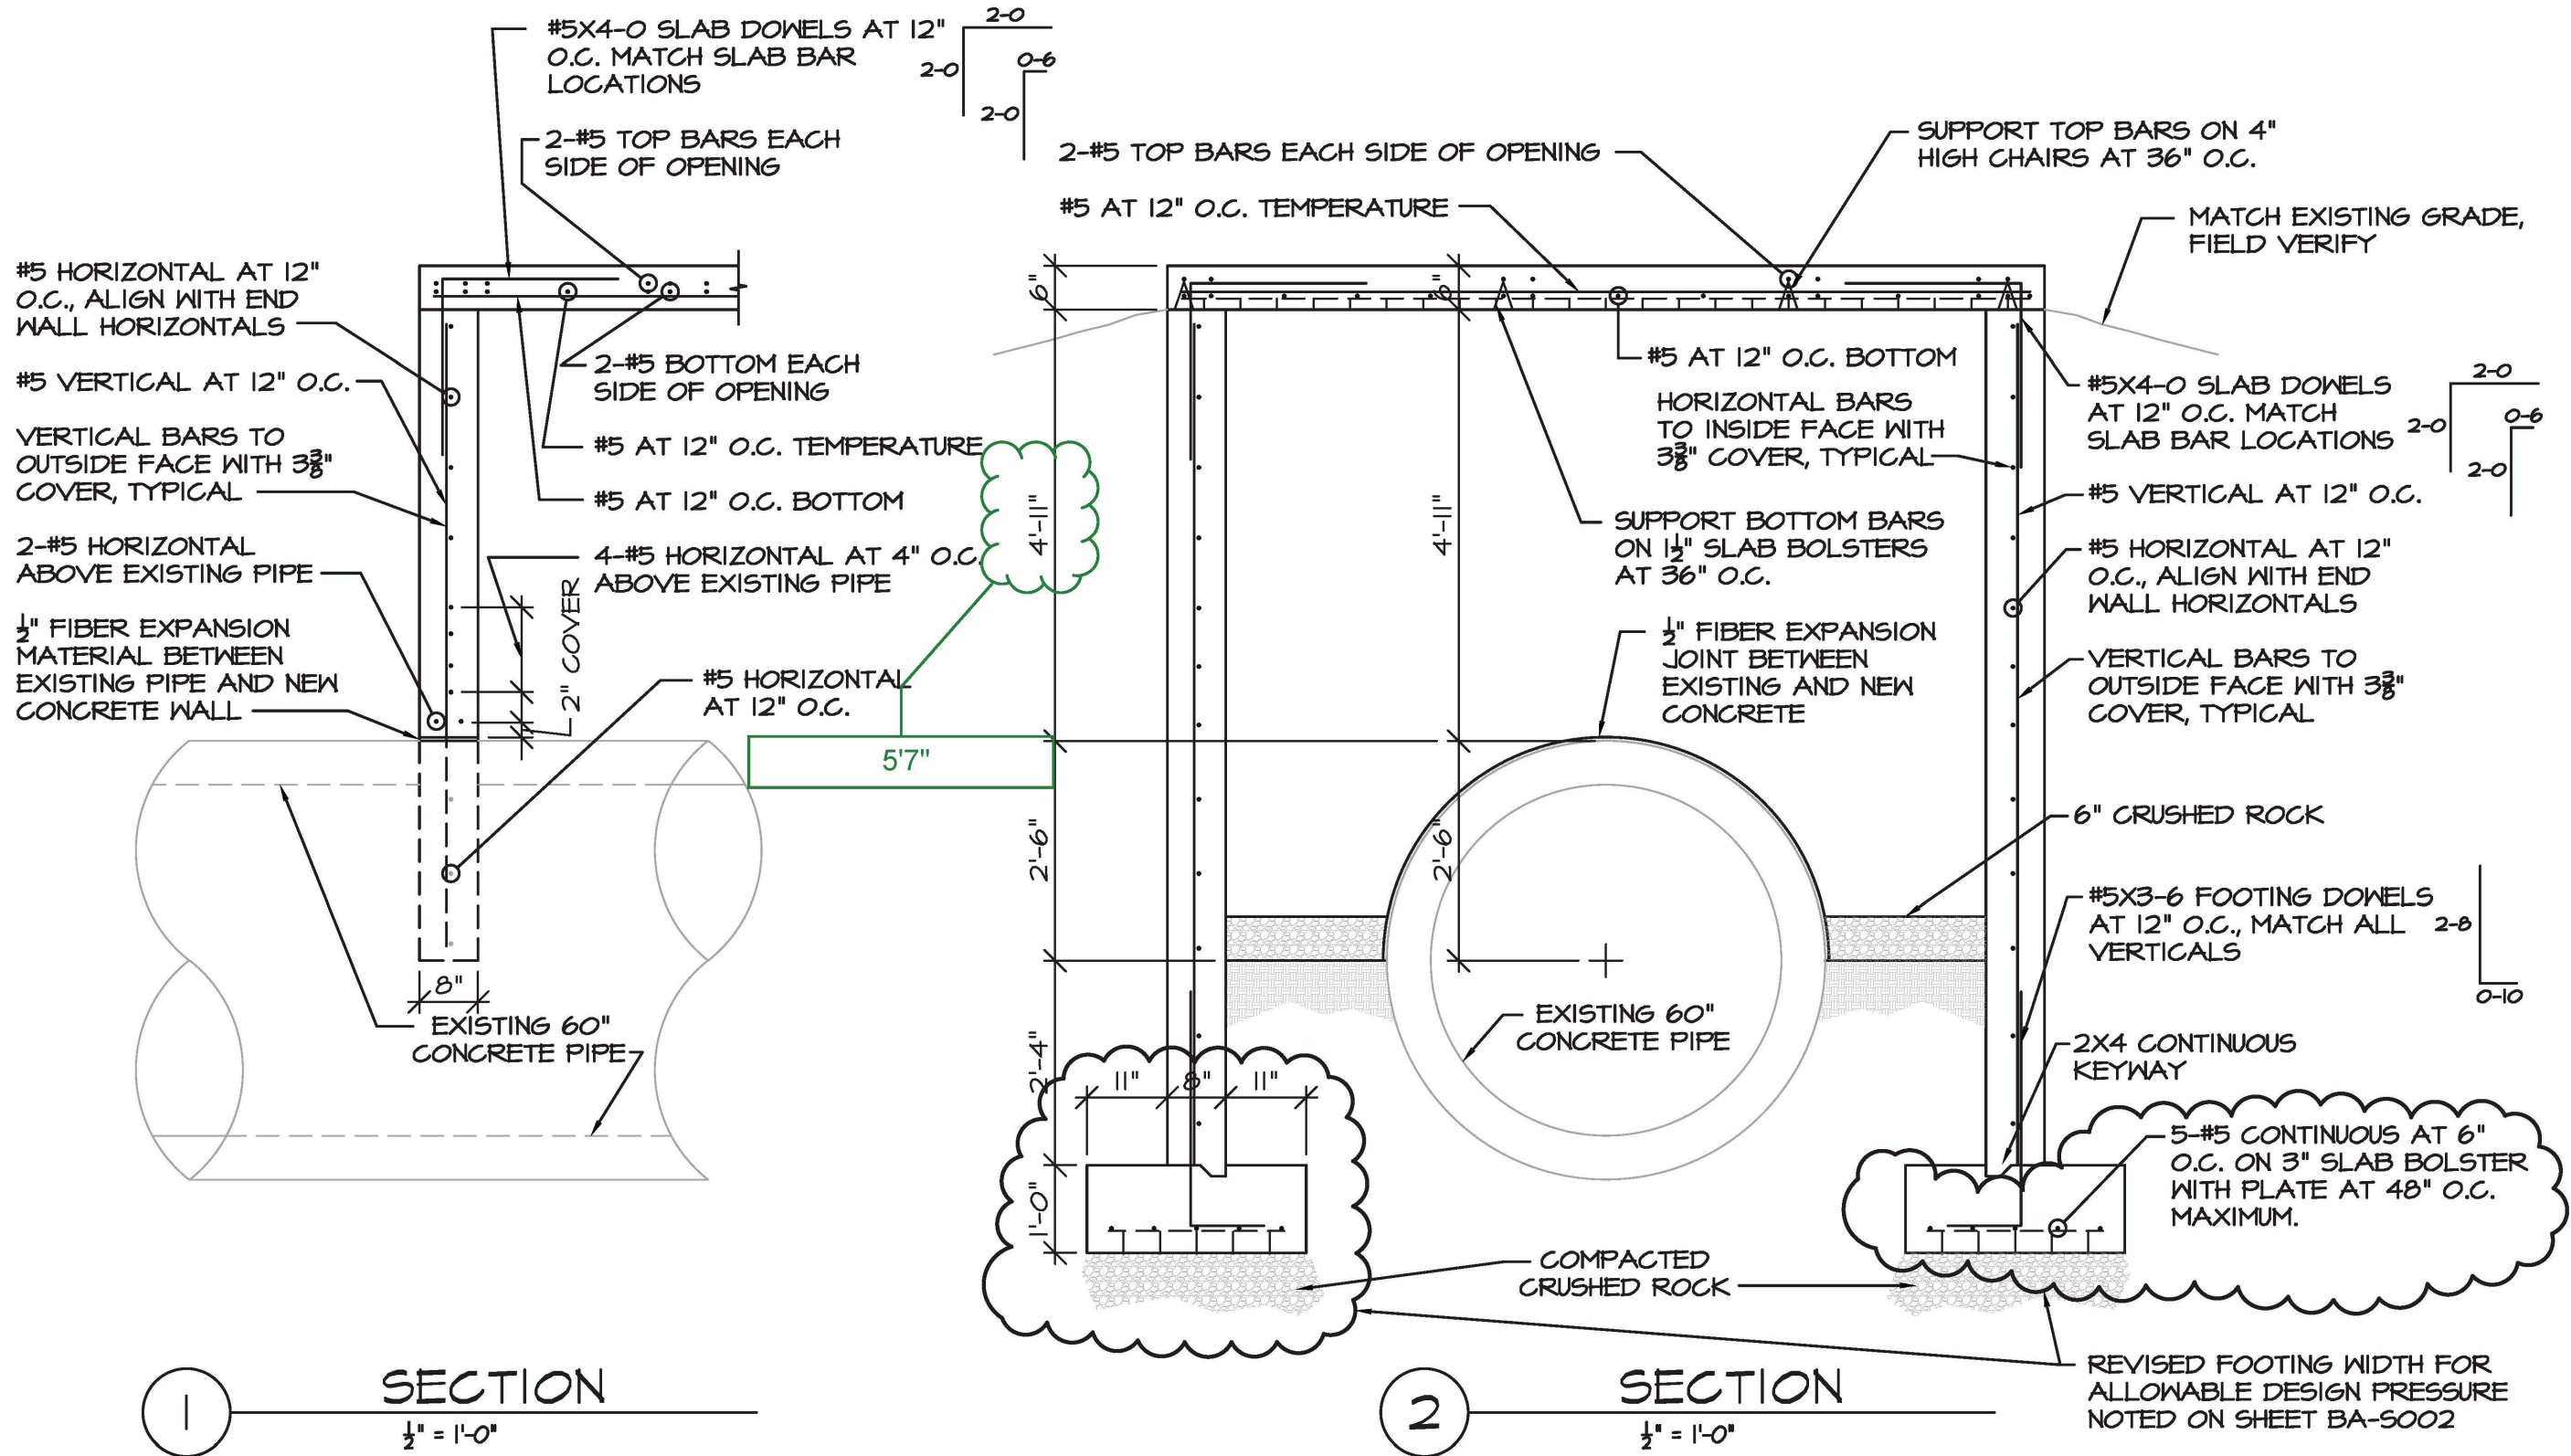 #5X4-0 SLAB DOWELS AT 12"
O.C. MATCH SLAB BAR
LOCATIONS
2-0
2-0
0-6
2-0
2-#5 TOP BARS EACH
SIDE OF OPENING
#5 HORIZONTAL AT 12"
O.C., ALIGN WITH END
WALL HORIZONTALS
#5 VERTICAL AT 12" O.C.
VERTICAL BARS TO
OUTSIDE FACE WITH 3 3/8"
COVER, TYPICAL
2-#5 HORIZONTAL
ABOVE EXISTING PIPE
1/2" FIBER EXPANSION
MATERIAL BETWEEN
EXISTING PIPE AND NEW
CONCRETE WALL
2-#5 BOTTOM EACH
SIDE OF OPENING
#5 AT 12" O.C. TEMPERATURE
#5 AT 12" O.C. BOTTOM
4-#5 HORIZONTAL AT 4" O.C.
ABOVE EXISTING PIPE
2" COVER
#5 HORIZONTAL
AT 12" O.C.
8"
EXISTING 60"
CONCRETE PIPE
5'7"
1
SECTION
1/2" = 1'-0"
2-#5 TOP BARS EACH SIDE OF OPENING
#5 AT 12" O.C. TEMPERATURE
SUPPORT TOP BARS ON 4"
HIGH CHAIRS AT 36" O.C.
MATCH EXISTING GRADE,
FIELD VERIFY
6"
6"
4'-11"
4'-11"
2'-6"
2'-6"
2'-4"
1'-0"
11"
8"
11"
#5 AT 12" O.C. BOTTOM
HORIZONTAL BARS
TO INSIDE FACE WITH
3 3/8" COVER, TYPICAL
SUPPORT BOTTOM BARS
ON 1 1/2" SLAB BOLSTERS
AT 36" O.C.
1/2" FIBER EXPANSION
JOINT BETWEEN
EXISTING AND NEW
CONCRETE
EXISTING 60"
CONCRETE PIPE
#5X4-0 SLAB DOWELS
AT 12" O.C. MATCH
SLAB BAR LOCATIONS
2-0
2-0
0-6
2-0
#5 VERTICAL AT 12" O.C.
#5 HORIZONTAL AT 12"
O.C., ALIGN WITH END
WALL HORIZONTALS
VERTICAL BARS TO
OUTSIDE FACE WITH 3 3/8"
COVER, TYPICAL
6" CRUSHED ROCK
#5X3-6 FOOTING DOWELS
AT 12" O.C., MATCH ALL
VERTICALS
2-8
0-10
2X4 CONTINUOUS
KEYWAY
5-#5 CONTINUOUS AT 6"
O.C. ON 3" SLAB BOLSTER
WITH PLATE AT 48" O.C.
MAXIMUM.
COMPACTED
CRUSHED ROCK
REVISED FOOTING WIDTH FOR
ALLOWABLE DESIGN PRESSURE
NOTED ON SHEET BA-S002
2
SECTION
1/2" = 1'-0"